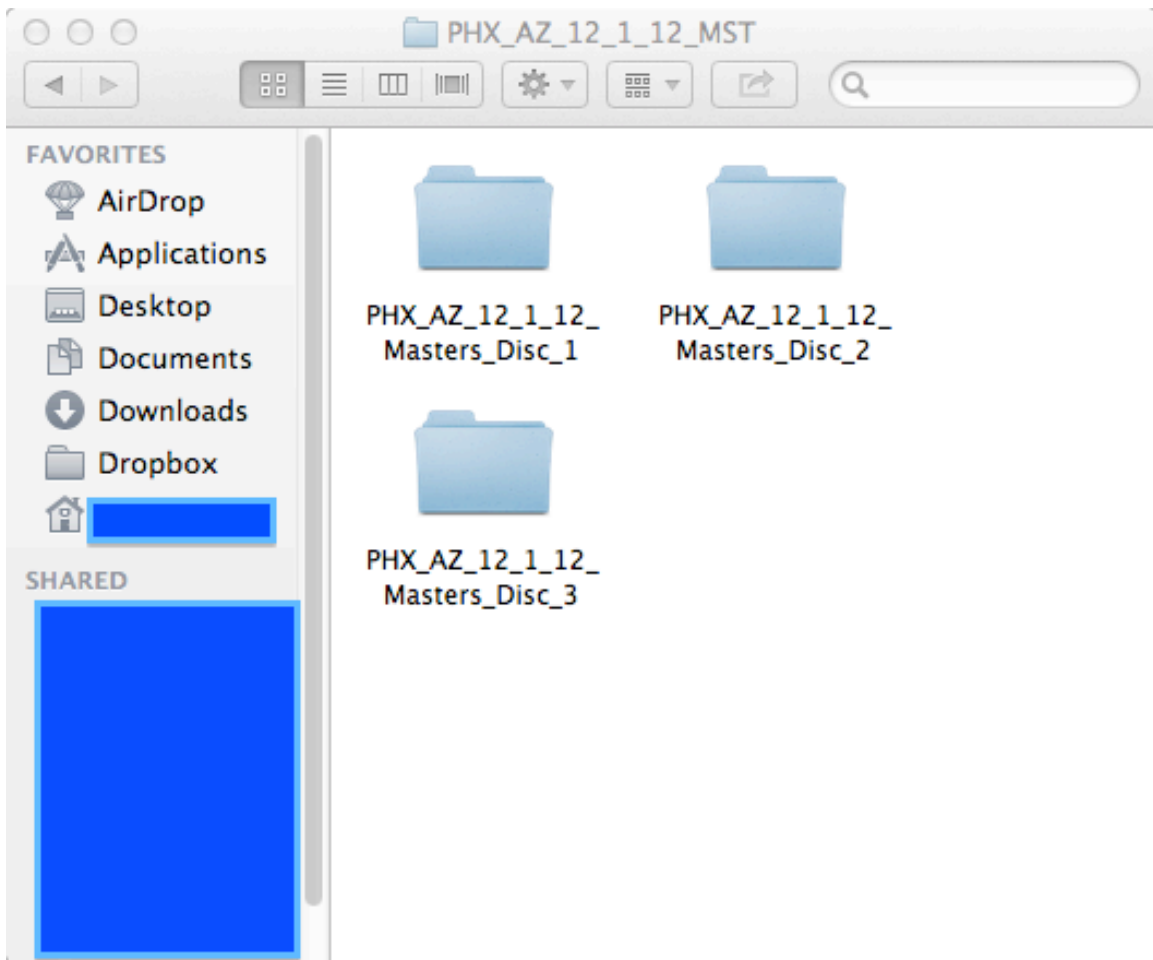 PHX_AZ_12_1_12_MST
FAVORITES
AirDrop
Applications
Desktop
Documents
Downloads
Dropbox
SHARED
PHX_AZ_12_1_12_
Masters_Disc_1
PHX_AZ_12_1_12_
Masters_Disc_2
PHX_AZ_12_1_12_
Masters_Disc_3